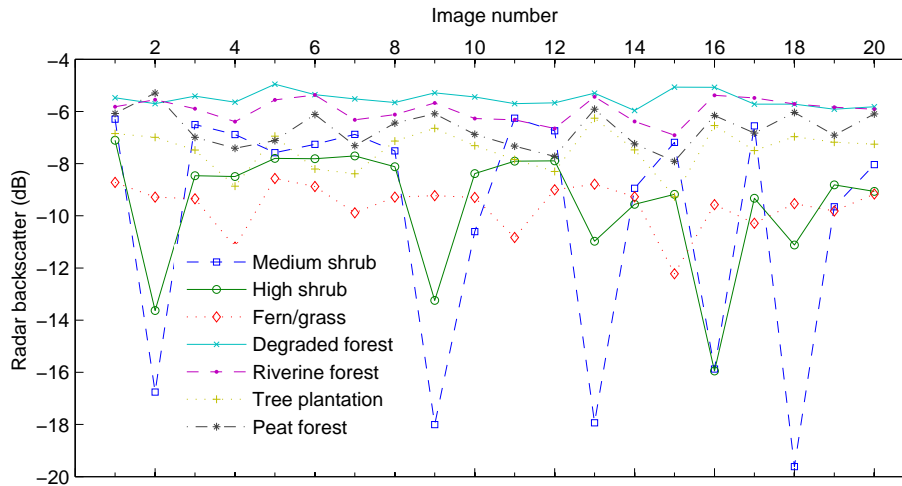 Image number
2 4 6 8 10 12 14 16 18 20
Radar backscatter (dB)
−4
−6
−8
−10
−12
−14
−16
−18
−20
Medium shrub
High shrub
Fern/grass
Degraded forest
Riverine forest
Tree plantation
Peat forest